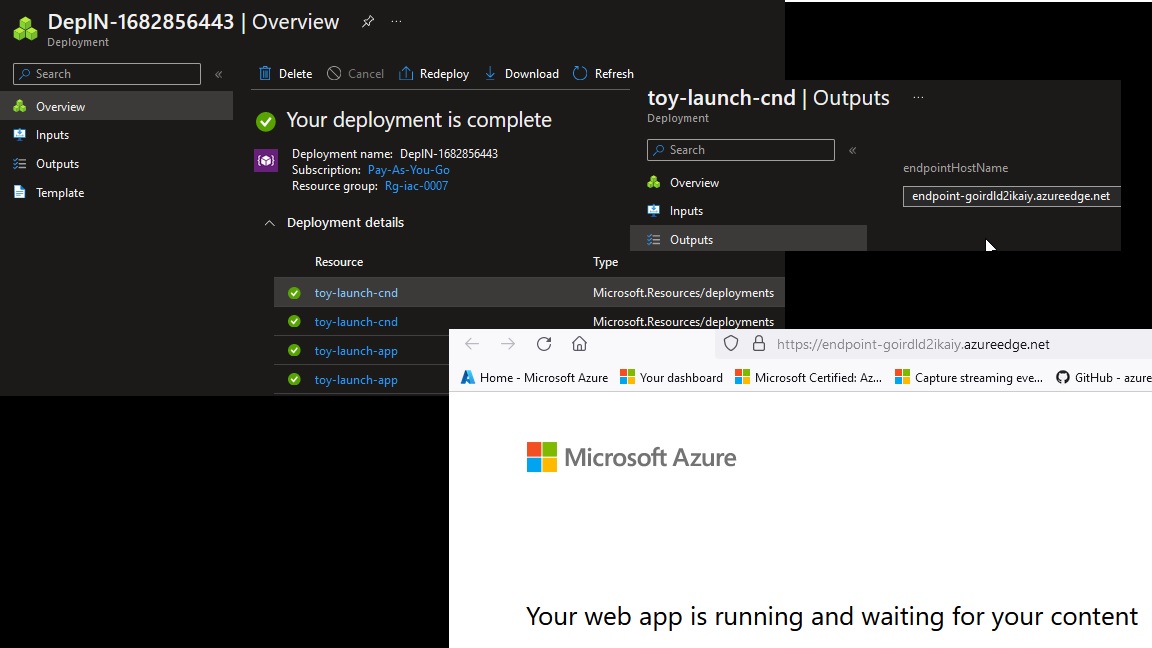 DeplN-1682856443 | Overview
Deployment
Search
Overview
Inputs
Outputs
Template
Delete
Cancel
Redeploy
Download
Refresh
Your deployment is complete
Deployment name: DeplN-1682856443
Subscription: Pay-As-You-Go
Resource group: Rg-iac-0007
Deployment details
Resource Type
toy-launch-cnd Microsoft.Resources/deployments
toy-launch-cnd Microsoft.Resources/deployments
toy-launch-app
toy-launch-app
toy-launch-cnd | Outputs
Deployment
Search
Overview
Inputs
Outputs
endpointHostName
endpoint-goirdld2ikaiy.azureedge.net
https://endpoint-goirdld2ikaiy.azureedge.net
Home - Microsoft Azure
Your dashboard
Microsoft Certified: Az...
Capture streaming eve...
GitHub - azure
Microsoft Azure
Your web app is running and waiting for your content